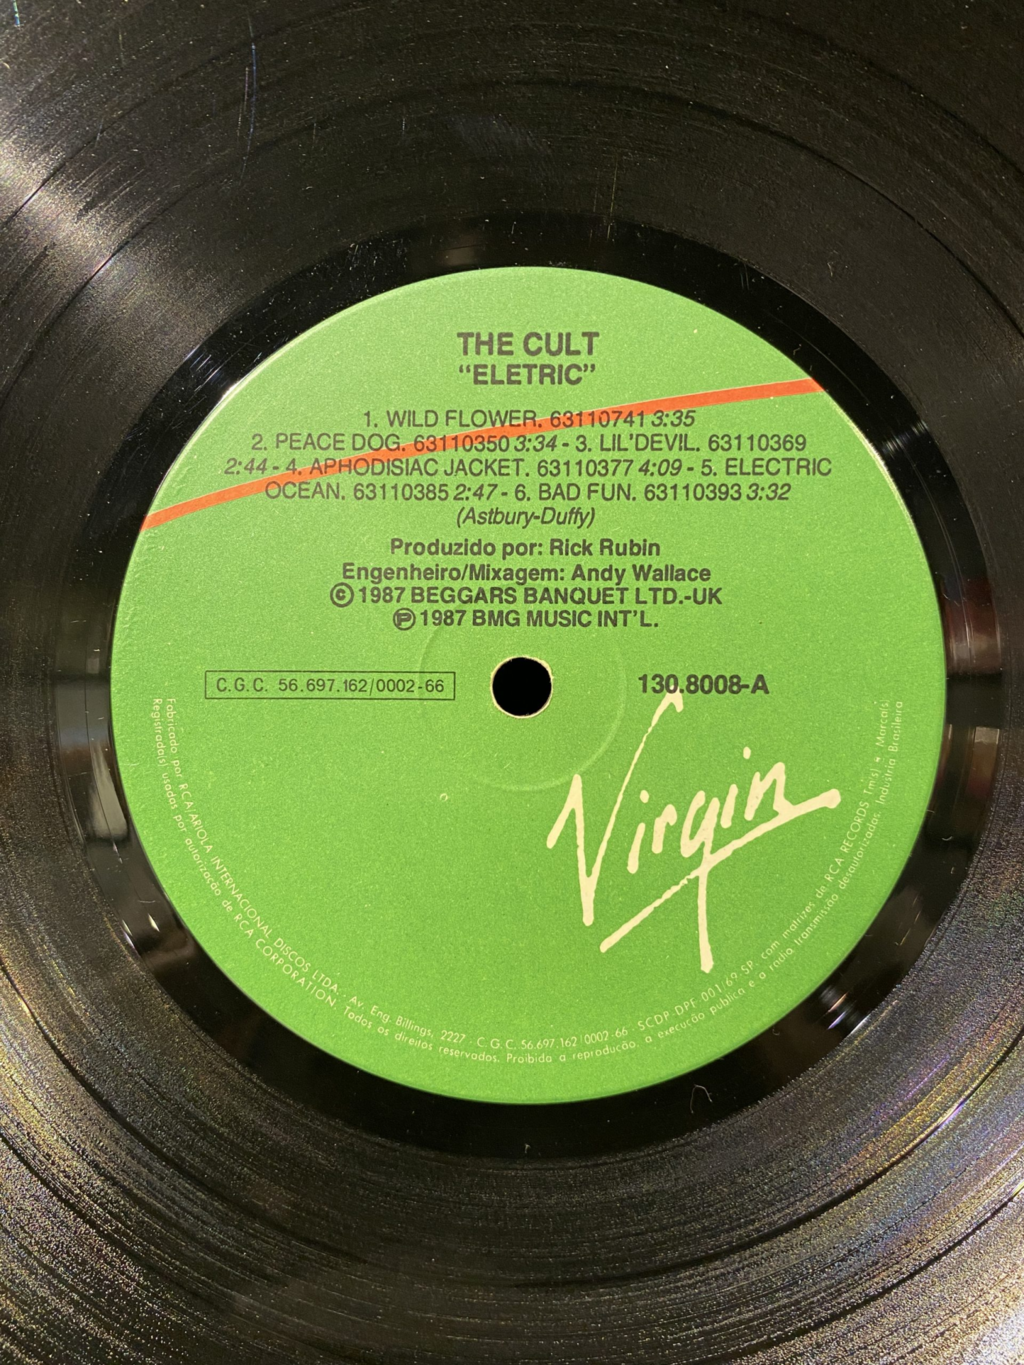 THE CULT
“ELETRIC”
1. WILD FLOWER. 63110741 3:35
2. PEACE DOG. 63110350 3:34 - 3. LIL'DEVIL. 63110369
2:44 - 4. APHODISIAC JACKET. 63110377 4:09 - 5. ELECTRIC
OCEAN. 63110385 2:47 - 6. BAD FUN. 63110393 3:32
(Astbury-Duffy)
Produzido por: Rick Rubin
Engenheiro/Mixagem: Andy Wallace
© 1987 BEGGARS BANQUET LTD.-UK
℗ 1987 BMG MUSIC INT'L.
C.G.C. 56.697.162/0002-66
130.8008-A
Virgin
Fabricado por RCA/ARIOLA INTERNACIONAL DISCOS LTDA. - Av. Eng. Billings, 2227 - C.G.C. 56.697.162/0002-66 - SCDP-DPF-001/69-SP, com matrizes de RCA RECORDS Tm(s) • Marca(s)
Registrada(s) usadas por autorização de RCA CORPORATION. Todos os direitos reservados. Proibida a reprodução, a execução pública e a radio transmissão desautorizadas. Indústria Brasileira